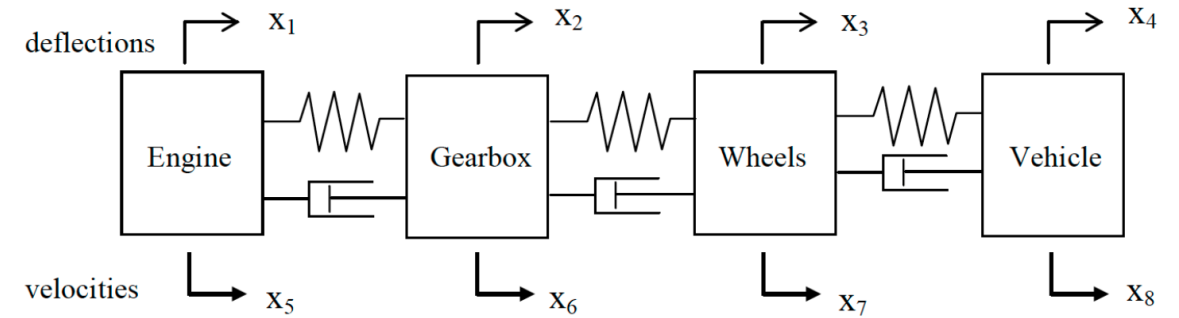 deflections x₁ x₂ x₃ x₄
Engine Gearbox Wheels Vehicle
velocities x₅ x₆ x₇ x₈